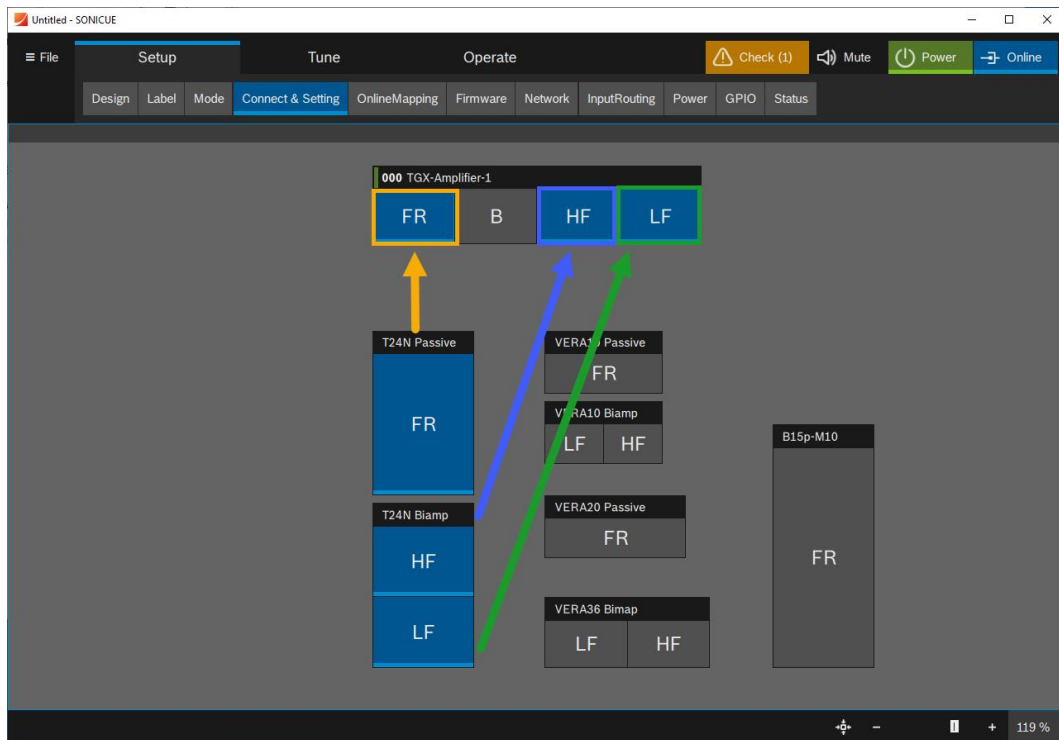 Untitled - SONICUE
≡ File Setup Tune Operate Check (1) Mute Power Online
Design Label Mode Connect & Setting OnlineMapping Firmware Network InputRouting Power GPIO Status
000 TGX-Amplifier-1
FR B HF LF
T24N Passive
FR
T24N Biamp
HF
LF
VERA10 Passive
FR
VERA10 Biamp
LF HF
VERA20 Passive
FR
VERA36 Bimap
LF HF
B15p-M10
FR
119 %